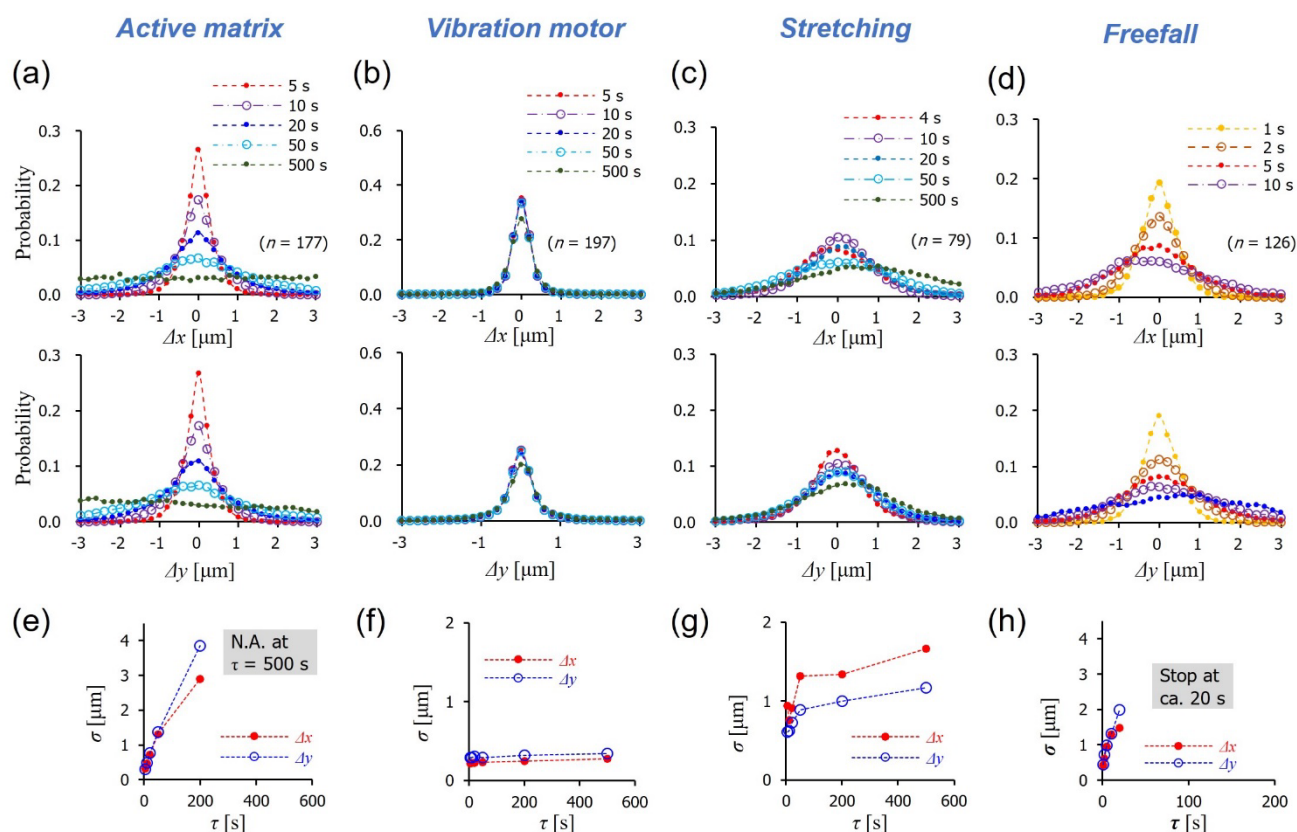 Active matrix
Vibration motor
Stretching
Freefall
(a)
5 s
10 s
20 s
50 s
500 s
(n = 177)
Probability
0.3
0.2
0.1
0.0
-3 -2 -1 0 1 2 3
Δx [μm]
(b)
5 s
10 s
20 s
50 s
500 s
(n = 197)
0.6
0.4
0.2
0.0
-3 -1 1 3
Δx [μm]
(c)
4 s
10 s
20 s
50 s
500 s
(n = 79)
0.3
0.2
0.1
0.0
-3 -2 -1 0 1 2 3
Δx [μm]
(d)
1 s
2 s
5 s
10 s
(n = 126)
0.3
0.2
0.1
0.0
-3 -2 -1 0 1 2 3
Δx [μm]
Probability
0.3
0.2
0.1
0.0
-3 -2 -1 0 1 2 3
Δy [μm]
0.6
0.4
0.2
0.0
-3 -1 1 3
Δy [μm]
0.3
0.2
0.1
0.0
-3 -2 -1 0 1 2 3
Δy [μm]
0.3
0.2
0.1
0.0
-3 -2 -1 0 1 2 3
Δy [μm]
(e)
N.A. at
τ = 500 s
σ [μm]
4
3
2
1
0
Δx
Δy
0 200 400 600
τ [s]
(f)
σ [μm]
2
1
0
Δx
Δy
0 200 400 600
τ [s]
(g)
σ [μm]
2
1
0
Δx
Δy
0 200 400 600
τ [s]
(h)
Stop at
ca. 20 s
σ [μm]
4
3
2
1
0
Δx
Δy
0 100 200
τ [s]